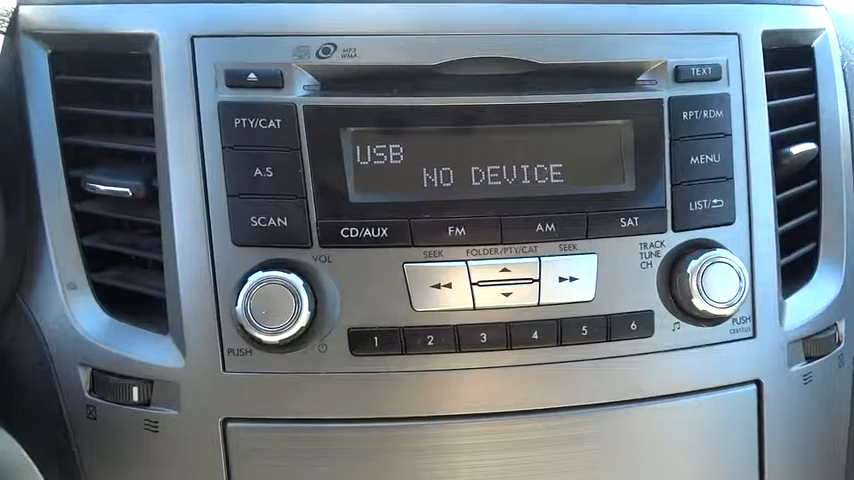 MP3
WMA
TEXT
PTY/CAT
RPT/RDM
USB
A.S
NO DEVICE
MENU
SCAN
LIST/
CD/AUX
FM
AM
SAT
SEEK
FOLDER/PTY/CAT
SEEK
TRACK
TUNE
CH
VOL
1
2
3
4
5
6
PUSH
PUSH